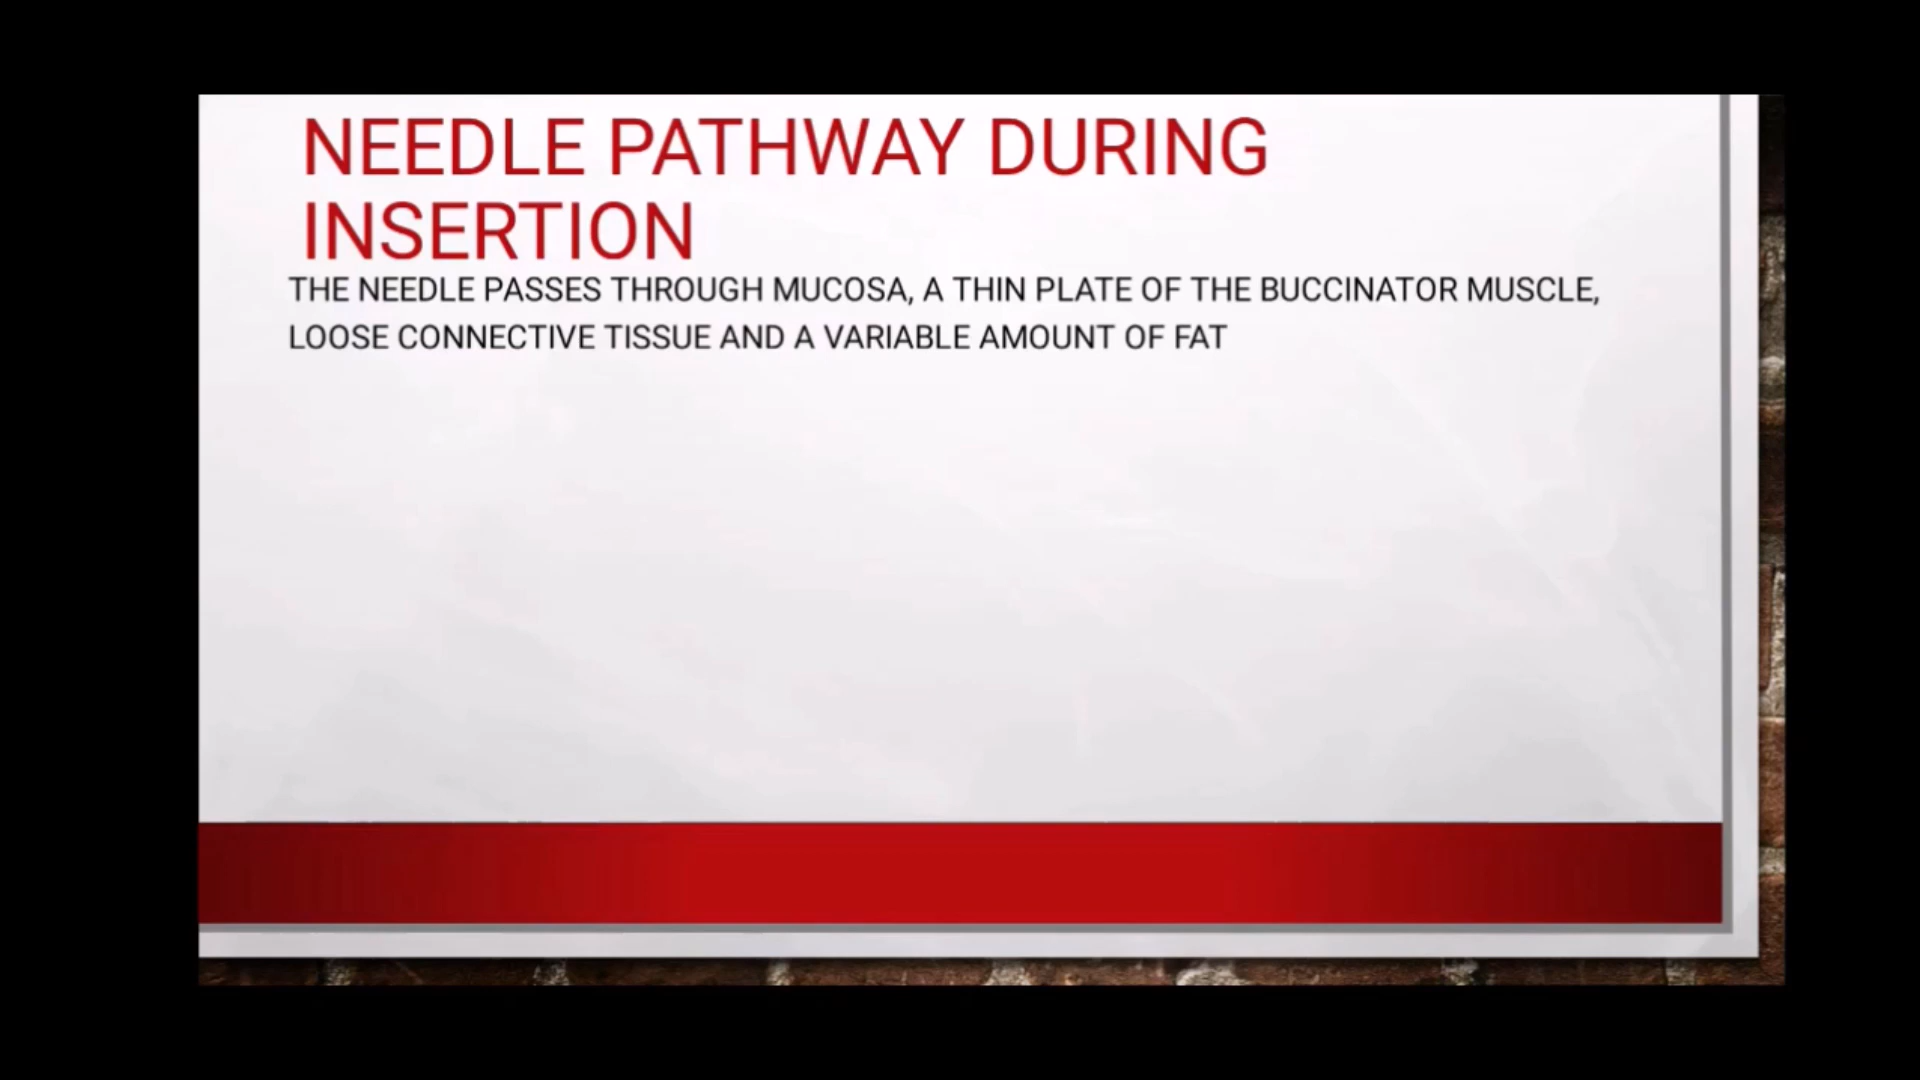 NEEDLE PATHWAY DURING
INSERTION
THE NEEDLE PASSES THROUGH MUCOSA, A THIN PLATE OF THE BUCCINATOR MUSCLE,
LOOSE CONNECTIVE TISSUE AND A VARIABLE AMOUNT OF FAT